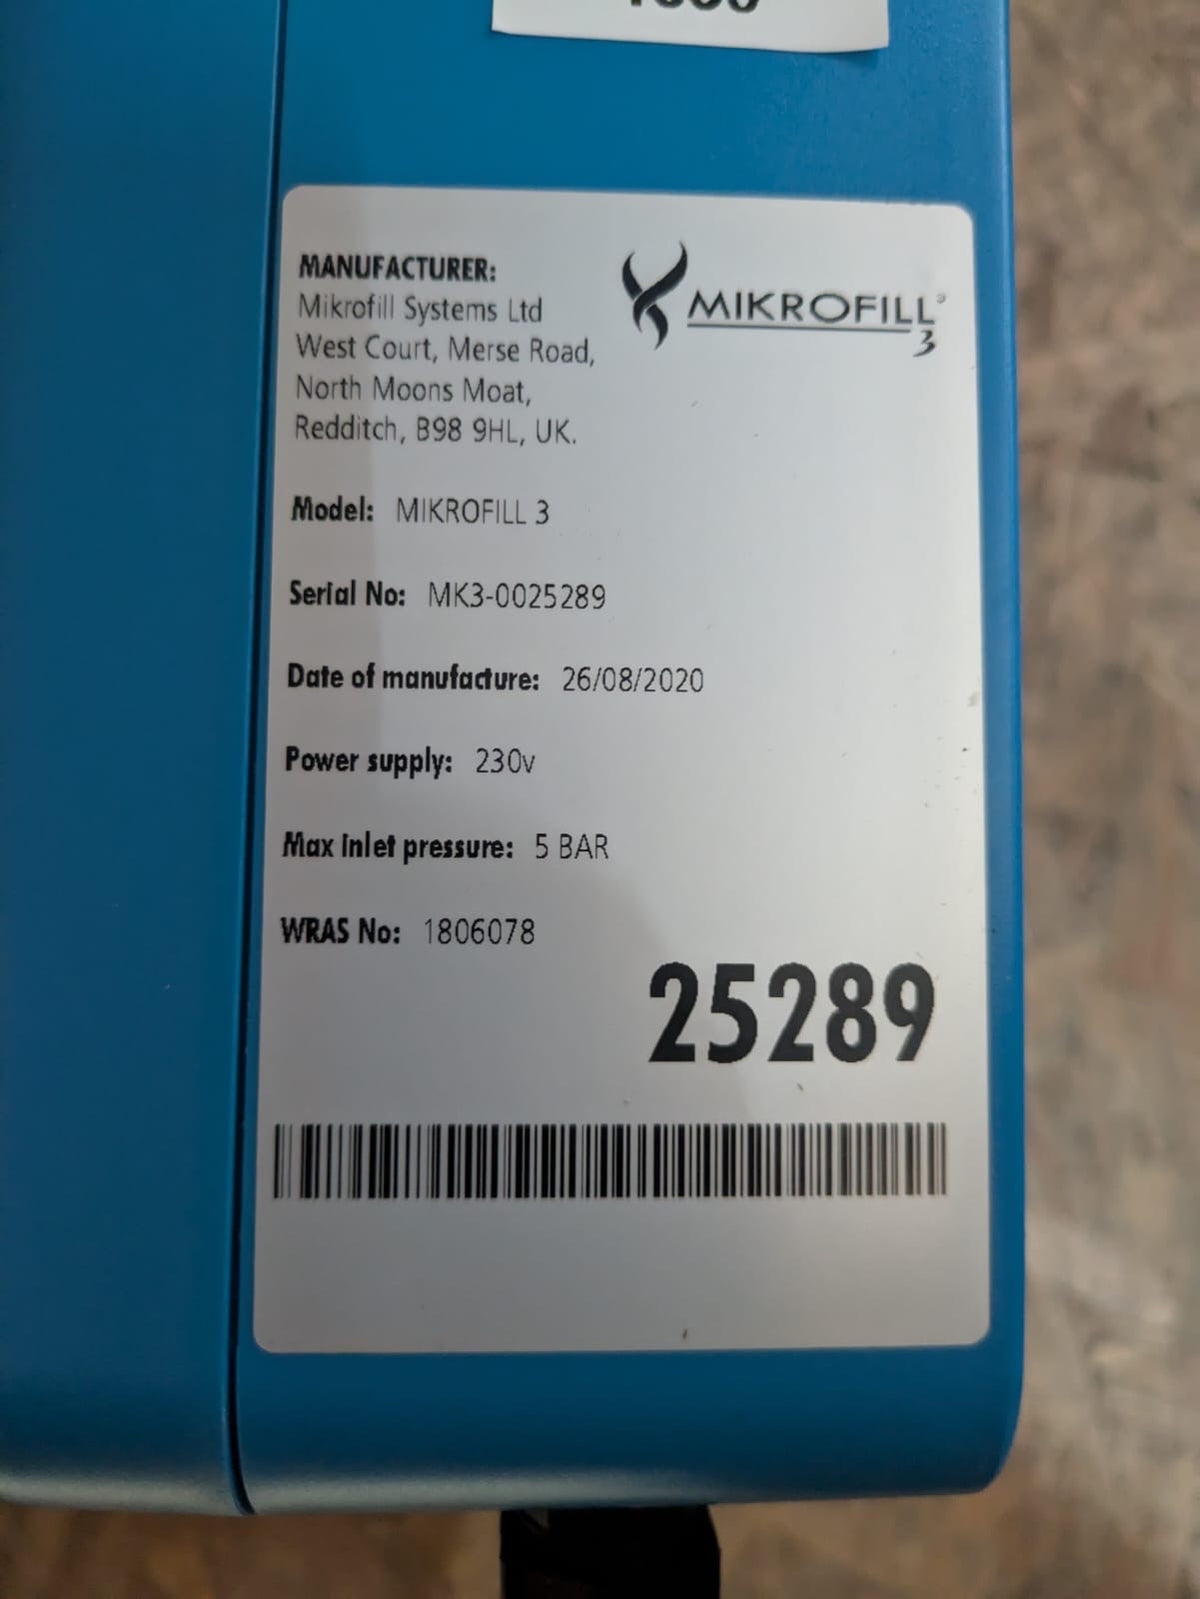 MANUFACTURER:
Mikrofill Systems Ltd
West Court, Merse Road,
North Moons Moat,
Redditch, B98 9HL, UK.
MIKROFILL®
3
Model: MIKROFILL 3
Serial No: MK3-0025289
Date of manufacture: 26/08/2020
Power supply: 230v
Max inlet pressure: 5 BAR
WRAS No: 1806078
25289